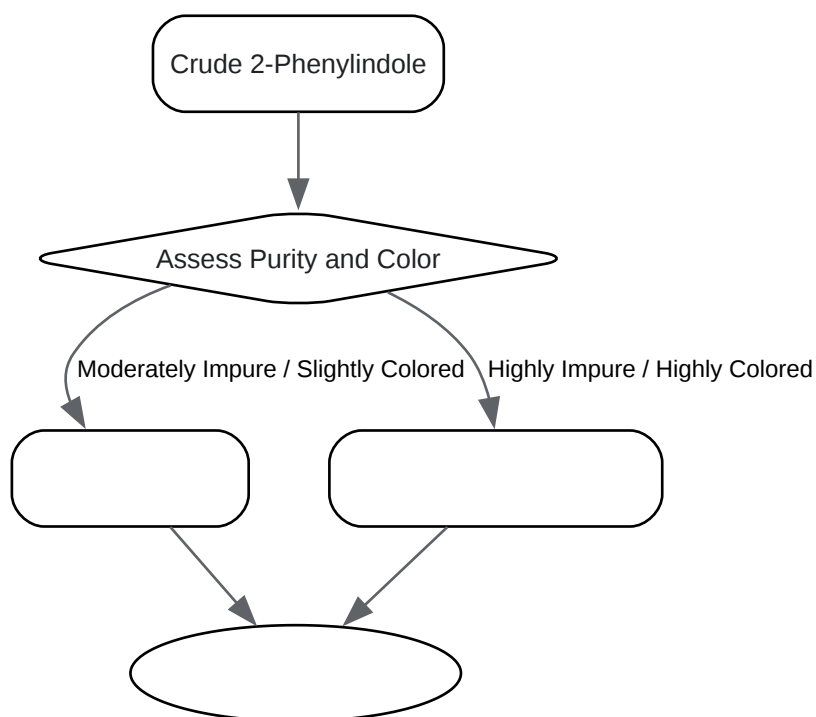 Crude 2-Phenylindole
Assess Purity and Color
Moderately Impure / Slightly Colored
Highly Impure / Highly Colored